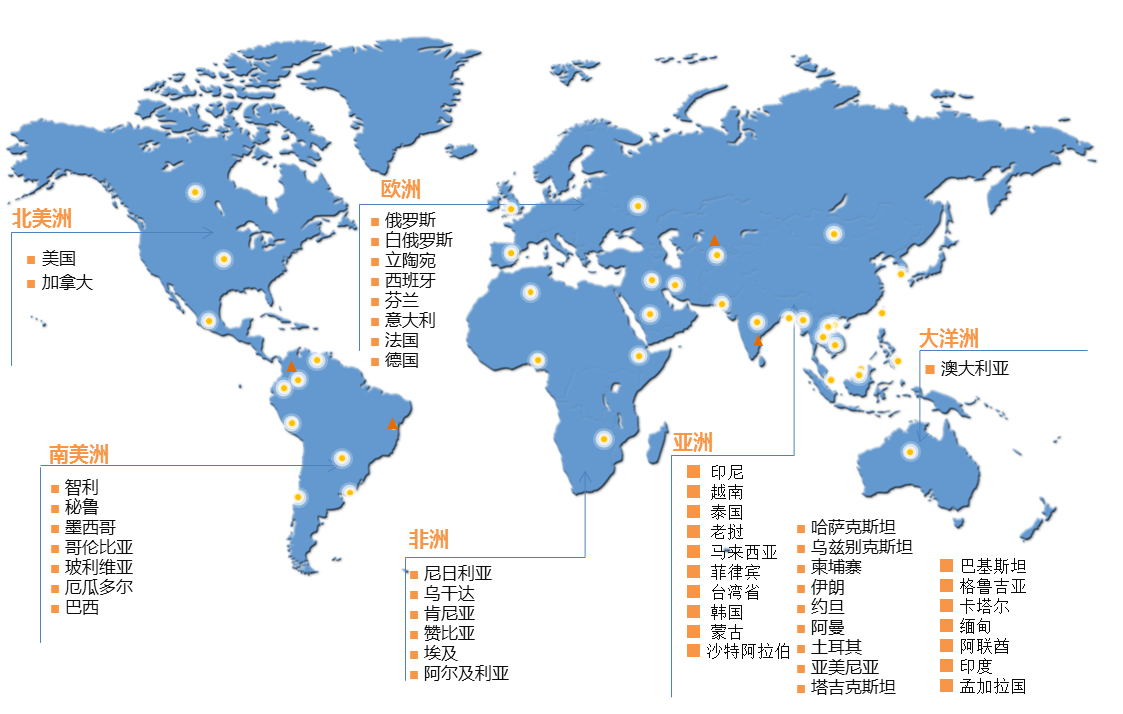 北美洲
美国
加拿大
欧洲
俄罗斯
白俄罗斯
立陶宛
西班牙
芬兰
意大利
法国
德国
大洋洲
澳大利亚
南美洲
智利
秘鲁
墨西哥
哥伦比亚
玻利维亚
厄瓜多尔
巴西
非洲
尼日利亚
乌干达
肯尼亚
赞比亚
埃及
阿尔及利亚
亚洲
印尼
越南
泰国
老挝
马来西亚
菲律宾
台湾省
韩国
蒙古
沙特阿拉伯
哈萨克斯坦
乌兹别克斯坦
柬埔寨
伊朗
约旦
阿曼
土耳其
亚美尼亚
塔吉克斯坦
巴基斯坦
格鲁吉亚
卡塔尔
缅甸
阿联酋
印度
孟加拉国